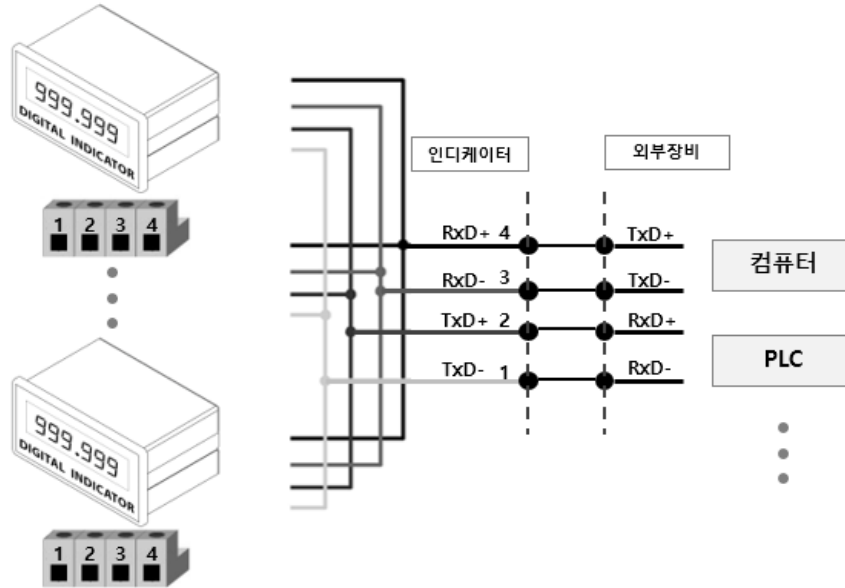 999.999
DIGITAL INDICATOR
1 2 3 4
인디케이터
외부장비
RxD+ 4
TxD+
RxD- 3
TxD-
TxD+ 2
RxD+
TxD- 1
RxD-
컴퓨터
PLC
999.999
DIGITAL INDICATOR
1 2 3 4